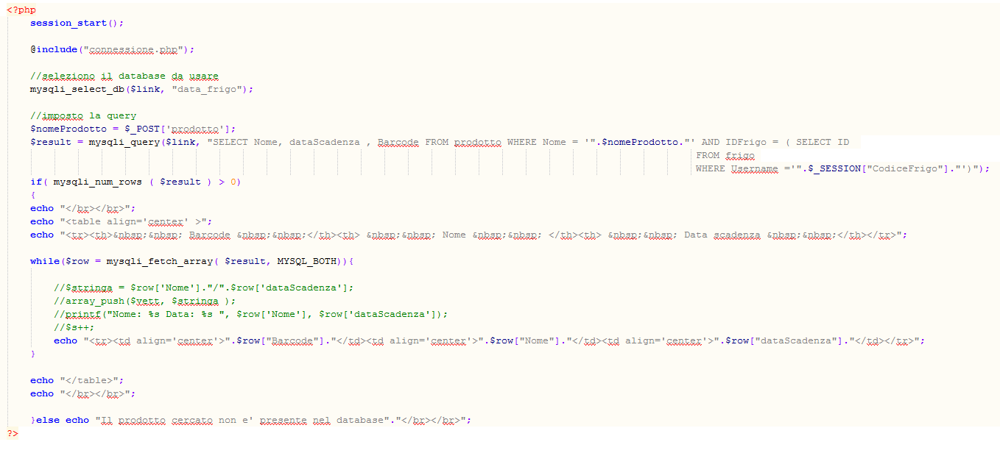 <?php
session_start();
@include("connessione.php");
//seleziono il database da usare
mysqli_select_db($link, "data_frigo");
//imposto la query
$nomeProdotto = $_POST['prodotto'];
$result = mysqli_query($link, "SELECT Nome, dataScadenza , Barcode FROM prodotto WHERE Nome = '".$nomeProdotto."' AND IDFrigo = ( SELECT ID
FROM frigo
WHERE Username ='".$_SESSION["CodiceFrigo"]."')");
if( mysqli_num_rows ( $result ) > 0)
{
echo "</br></br>";
echo "<table align='center' >";
echo "<tr><th>&nbsp;&nbsp; Barcode &nbsp;&nbsp;</th><th> &nbsp;&nbsp; Nome &nbsp;&nbsp; </th><th> &nbsp;&nbsp; Data scadenza &nbsp;&nbsp;</th></tr>";
while($row = mysqli_fetch_array( $result, MYSQL_BOTH)){
//$stringa = $row['Nome']."/".$row['dataScadenza'];
//array_push($vett, $stringa );
//printf("Nome: %s Data: %s ", $row['Nome'], $row['dataScadenza']);
//$s++;
echo "<tr><td align='center'>".$row["Barcode"]."</td><td align='center'>".$row["Nome"]."</td><td align='center'>".$row["dataScadenza"]."</td></tr>";
}
echo "</table>";
echo "</br></br>";
}else echo "Il prodotto cercato non e' presente nel database"."</br></br>";
?>